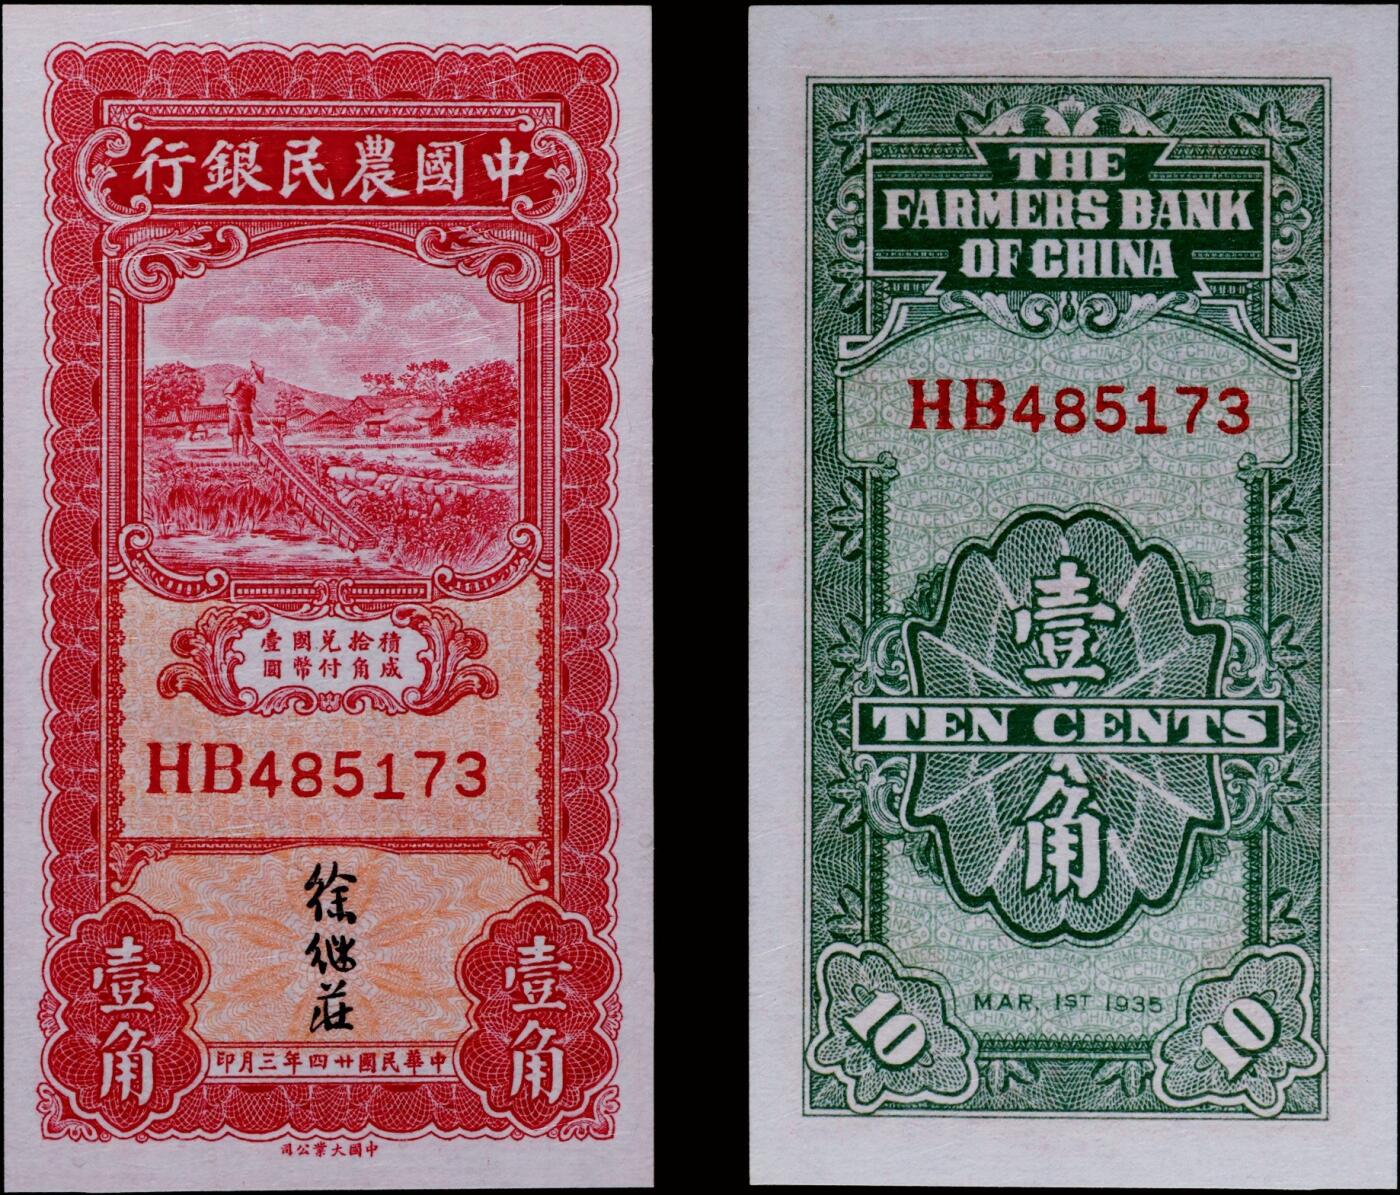 中國農民銀行
積成
拾角
兌付
國幣
壹圓
HB485173
徐继莊
壹角
壹角
中華民國廿四年三月印
中國大業公司
THE
FARMERS BANK
OF CHINA
HB485173
壹
TEN CENTS
角
MAR. 1ST 1935
10
10